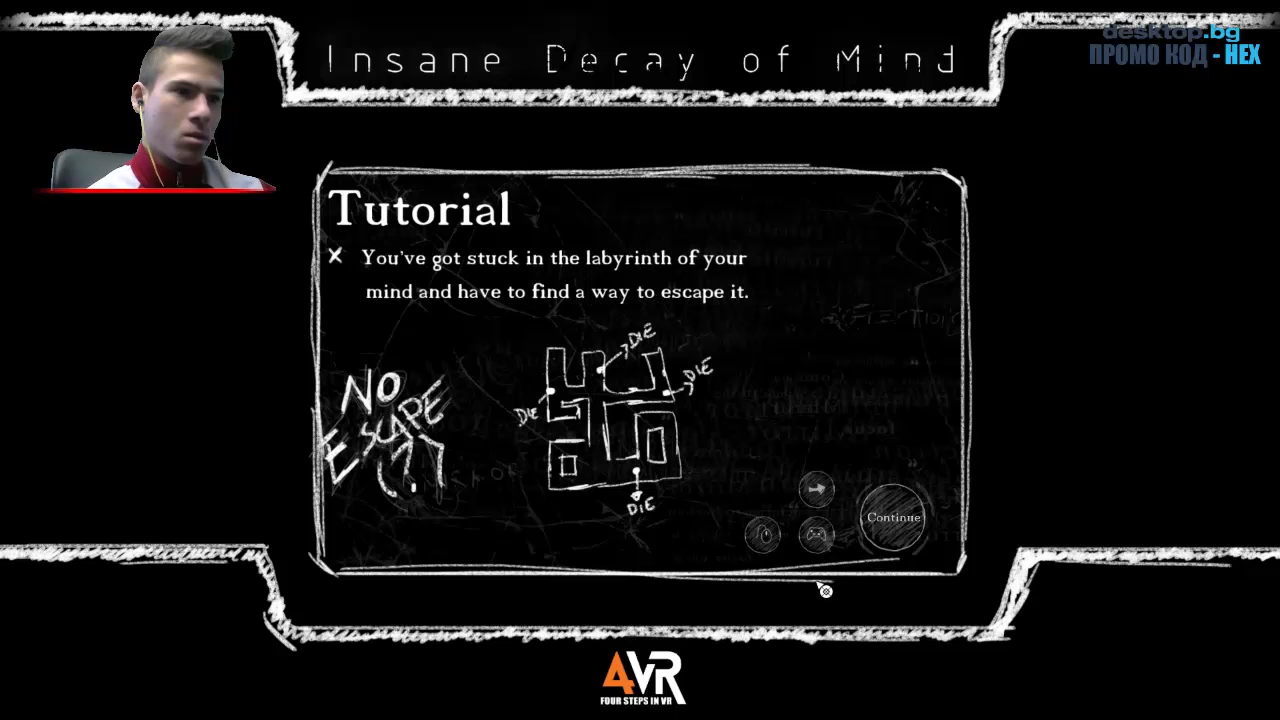 Insane Decay of Mind
desktop.bg
ПРОМО КОД - HEX
Tutorial
You've got stuck in the labyrinth of your
mind and have to find a way to escape it.
DIE
DIE
DIE
DIE
NO
ESCAPE
(?)
Continue
4VR
FOUR STEPS IN VR